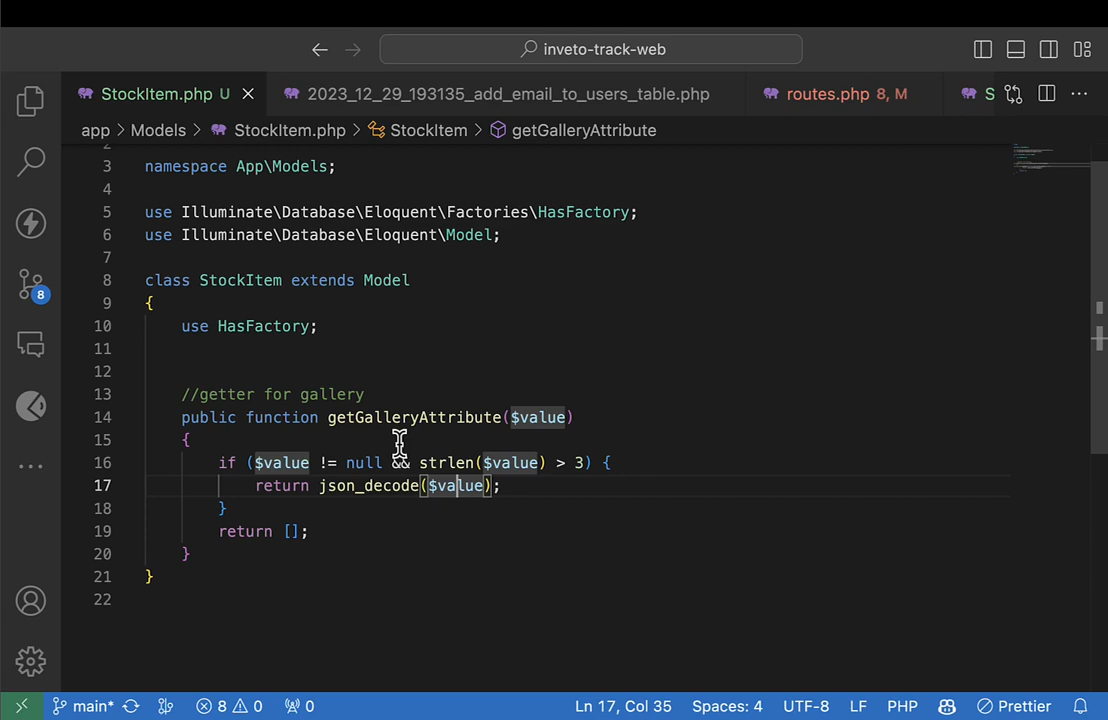 inveto-track-web
StockItem.php U
2023_12_29_193135_add_email_to_users_table.php
routes.php 8, M
S
app > Models > StockItem.php > StockItem > getGalleryAttribute
2
3 namespace App\Models;
4
5 use Illuminate\Database\Eloquent\Factories\HasFactory;
6 use Illuminate\Database\Eloquent\Model;
7
8 class StockItem extends Model
9 {
10 use HasFactory;
11
12
13 //getter for gallery
14 public function getGalleryAttribute($value)
15 {
16 if ($value != null && strlen($value) > 3) {
17 return json_decode($value);
18 }
19 return [];
20 }
21 }
22
8
main* 8 0 0 Ln 17, Col 35 Spaces: 4 UTF-8 LF PHP Prettier